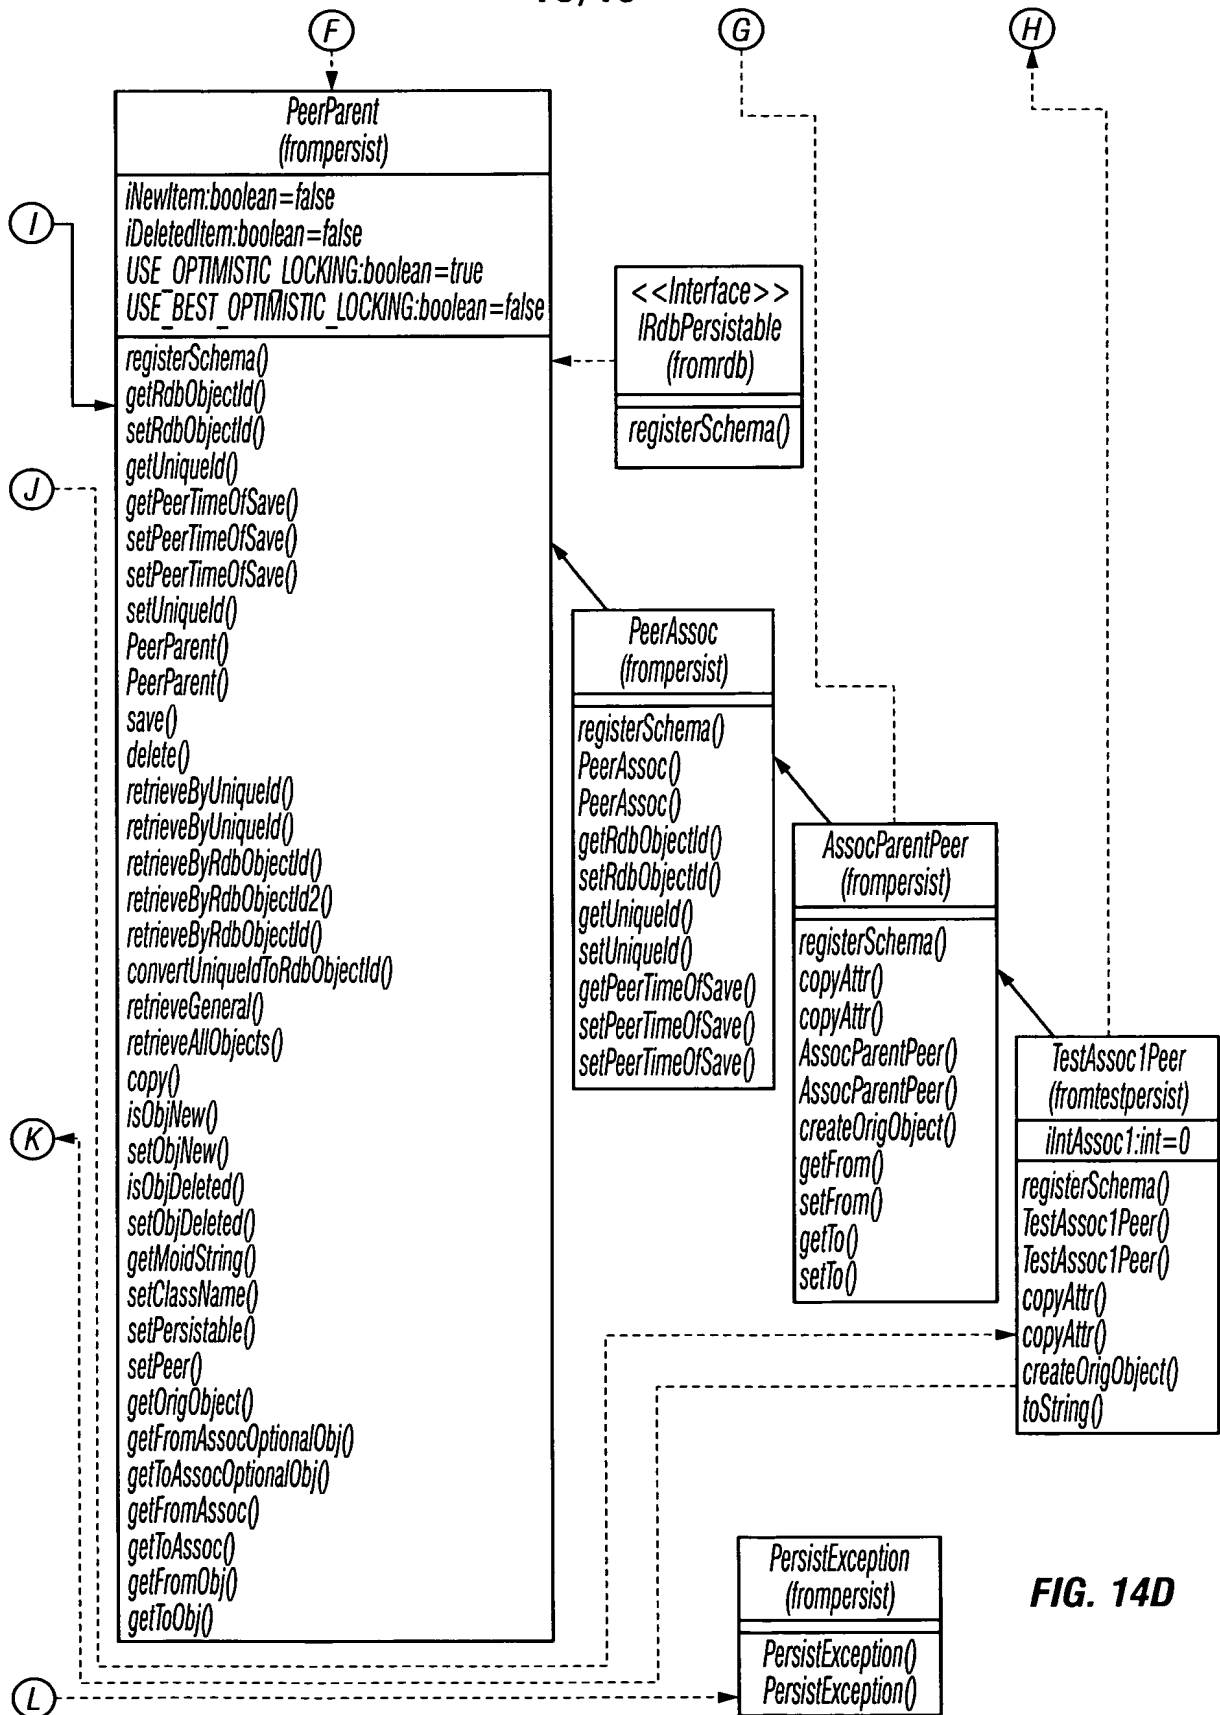 F
G
H
PeerParent
(frompersist)
iNewItem:boolean=false
iDeletedItem:boolean=false
USE_OPTIMISTIC_LOCKING:boolean=true
USE_BEST_OPTIMISTIC_LOCKING:boolean=false
registerSchema()
getRdbObjectId()
setRdbObjectId()
getUniqueId()
getPeerTimeOfSave()
setPeerTimeOfSave()
setPeerTimeOfSave()
setUniqueId()
PeerParent()
PeerParent()
save()
delete()
retrieveByUniqueId()
retrieveByUniqueId()
retrieveByRdbObjectId()
retrieveByRdbObjectId2()
retrieveByRdbObjectId()
convertUniqueIdToRdbObjectId()
retrieveGeneral()
retrieveAllObjects()
copy()
isObjNew()
setObjNew()
isObjDeleted()
setObjDeleted()
getMoidString()
setClassName()
setPersistable()
setPeer()
getOrigObject()
getFromAssocOptionalObj()
getToAssocOptionalObj()
getFromAssoc()
getToAssoc()
getFromObj()
getToObj()
I
J
K
L
<<Interface>>
IRdbPersistable
(fromrdb)
registerSchema()
PeerAssoc
(frompersist)
registerSchema()
PeerAssoc()
PeerAssoc()
getRdbObjectId()
setRdbObjectId()
getUniqueId()
setUniqueId()
getPeerTimeOfSave()
setPeerTimeOfSave()
setPeerTimeOfSave()
AssocParentPeer
(frompersist)
registerSchema()
copyAttr()
copyAttr()
AssocParentPeer()
AssocParentPeer()
createOrigObject()
getFrom()
setFrom()
getTo()
setTo()
TestAssoc1Peer
(fromtestpersist)
iIntAssoc1:int=0
registerSchema()
TestAssoc1Peer()
TestAssoc1Peer()
copyAttr()
copyAttr()
createOrigObject()
toString()
PersistException
(frompersist)
PersistException()
PersistException()
FIG. 14D